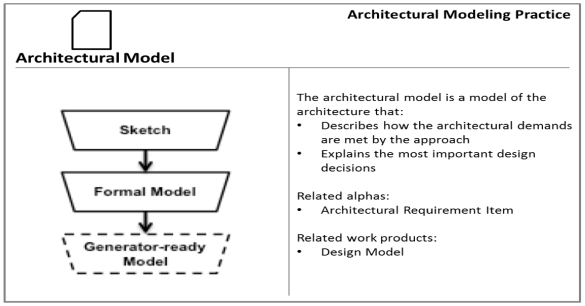 Architectural Modeling Practice
Architectural Model
Sketch
Formal Model
Generator-ready
Model
The architectural model is a model of the
architecture that:
• Describes how the architectural demands
are met by the approach
• Explains the most important design
decisions
Related alphas:
• Architectural Requirement Item
Related work products:
• Design Model